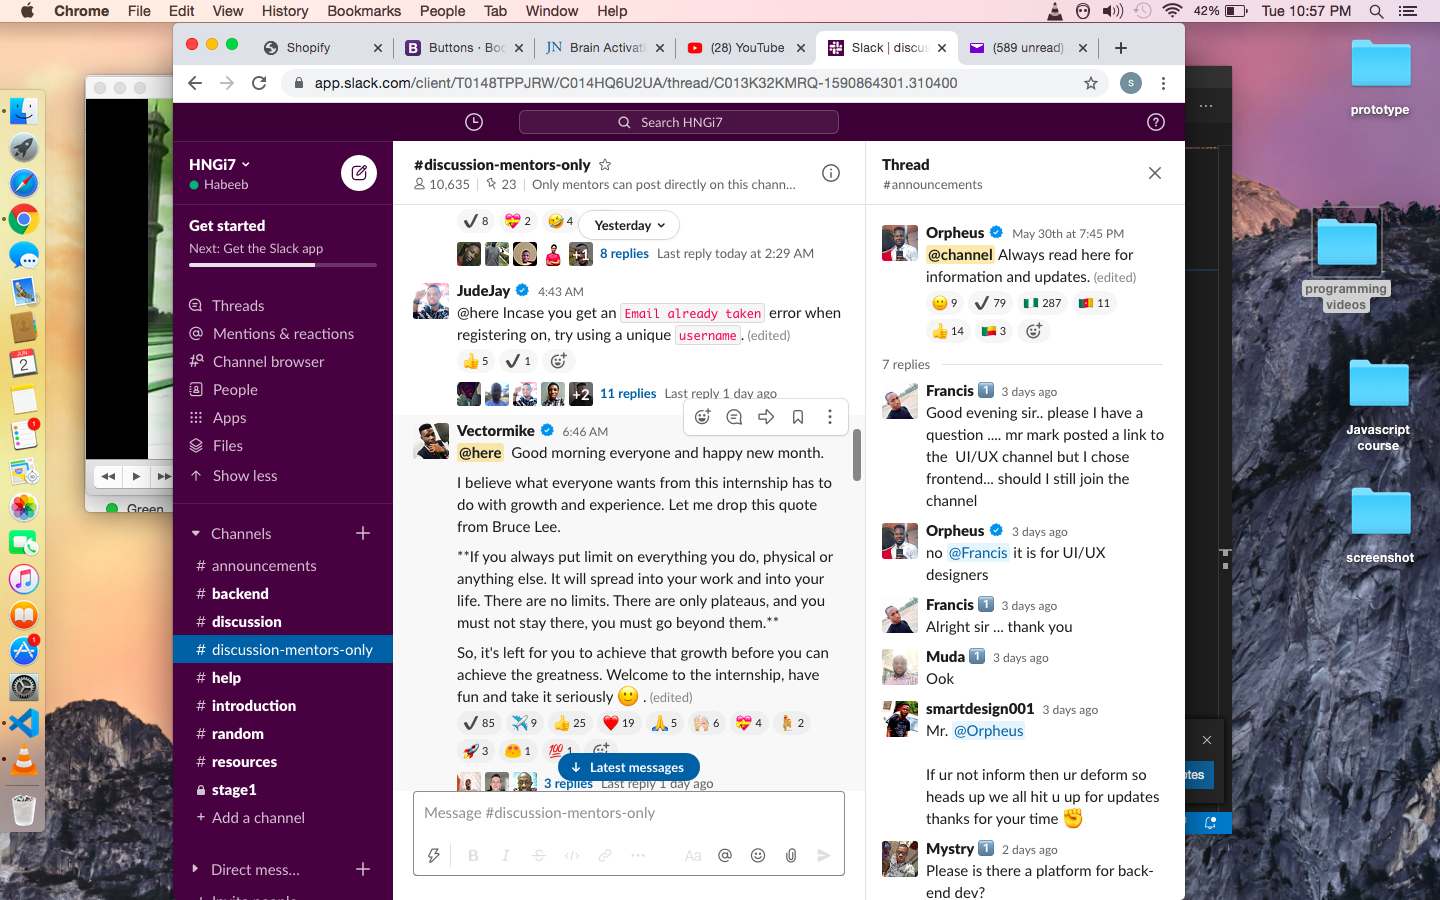 Chrome File Edit View History Bookmarks People Tab Window Help
42% Tue 10:57 PM
Shopify
Buttons · Boo
JN Brain Activati
(28) YouTube
Slack | discus
(589 unread)
app.slack.com/client/T0148TPPJRW/C014HQ6U2UA/thread/C013K32KMRQ-1590864301.310400
s
Search HNGi7
HNGi7
Habeeb
Get started
Next: Get the Slack app
Threads
Mentions & reactions
Channel browser
People
Apps
Files
Show less
Channels
# announcements
# backend
# discussion
# discussion-mentors-only
# help
# introduction
# random
# resources
stage1
+ Add a channel
Direct mess...
Invite people
#discussion-mentors-only
10,635 | 23 | Only mentors can post directly on this chann...
8 2 4
Yesterday
+1 8 replies Last reply today at 2:29 AM
JudeJay 4:43 AM
@here Incase you get an Email already taken error when
registering on, try using a unique username. (edited)
5 1
+2 11 replies Last reply 1 day ago
Vectormike 6:46 AM
@here Good morning everyone and happy new month.
I believe what everyone wants from this internship has to
do with growth and experience. Let me drop this quote
from Bruce Lee.
**If you always put limit on everything you do, physical or
anything else. It will spread into your work and into your
life. There are no limits. There are only plateaus, and you
must not stay there, you must go beyond them.**
So, it's left for you to achieve that growth before you can
achieve the greatness. Welcome to the internship, have
fun and take it seriously 🙂 . (edited)
85 9 25 19 5 6 4 2
3 1 100 1
Latest messages
3 replies Last reply 1 day ago
Message #discussion-mentors-only
B I S </> Aa @
Thread
#announcements
Orpheus May 30th at 7:45 PM
@channel Always read here for
information and updates. (edited)
9 79 287 11
14 3
7 replies
Francis 1 3 days ago
Good evening sir.. please I have a
question .... mr mark posted a link to
the UI/UX channel but I chose
frontend... should I still join the
channel
Orpheus 3 days ago
no @Francis it is for UI/UX
designers
Francis 1 3 days ago
Alright sir ... thank you
Muda 1 3 days ago
Ook
smartdesign001 3 days ago
Mr. @Orpheus
If ur not inform then ur deform so
heads up we all hit u up for updates
thanks for your time ✊
Mystry 1 2 days ago
Please is there a platform for back-
end dev?
Green
JUN
2
1
1
otes
prototype
programming
videos
Javascript
course
screenshot